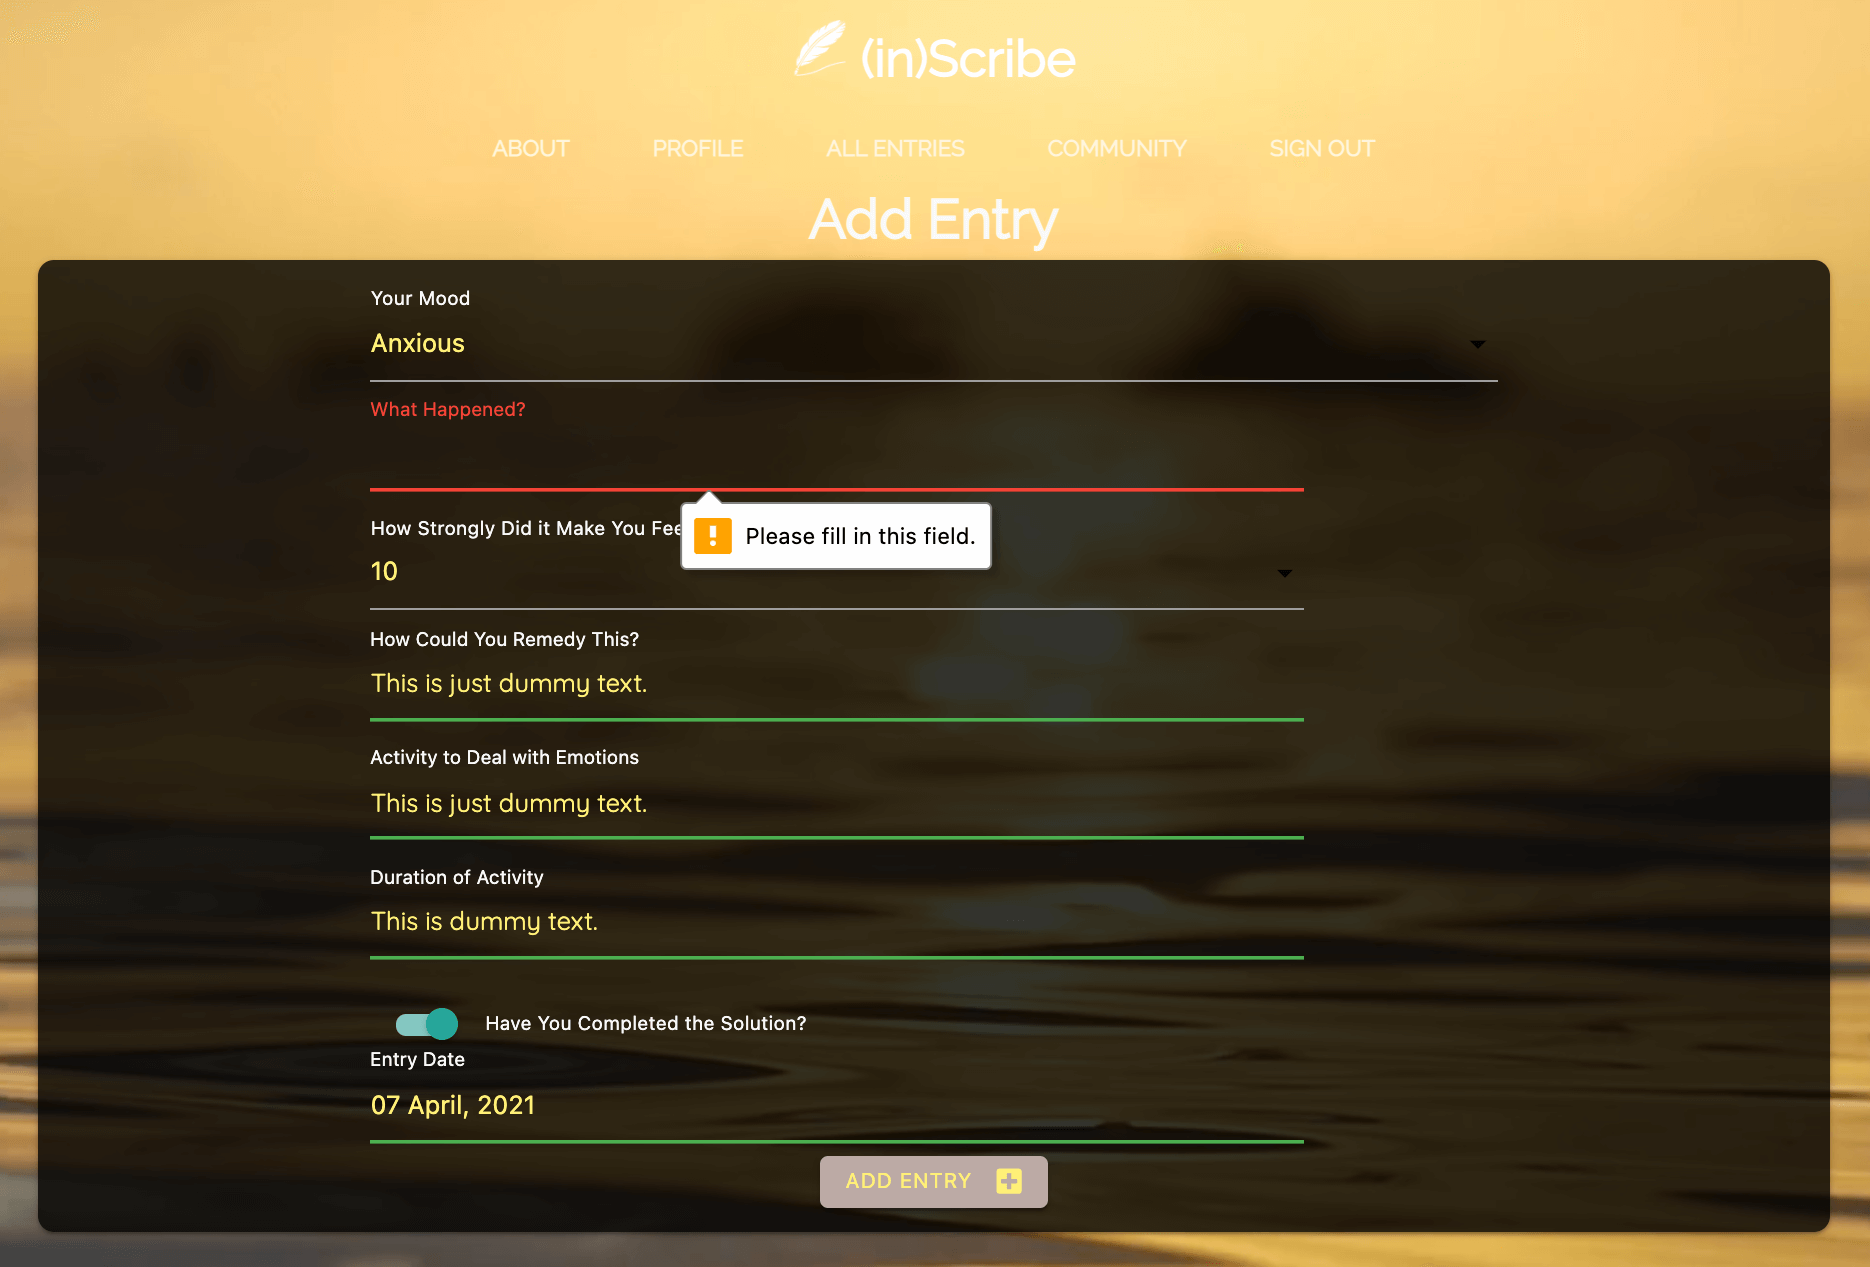 (in)Scribe
ABOUT PROFILE ALL ENTRIES COMMUNITY SIGN OUT
Add Entry
Your Mood
Anxious
What Happened?
Please fill in this field.
How Strongly Did it Make You
10
How Could You Remedy This?
This is just dummy text.
Activity to Deal with Emotions
This is just dummy text.
Duration of Activity
This is dummy text.
Have You Completed the Solution?
Entry Date
07 April, 2021
ADD ENTRY